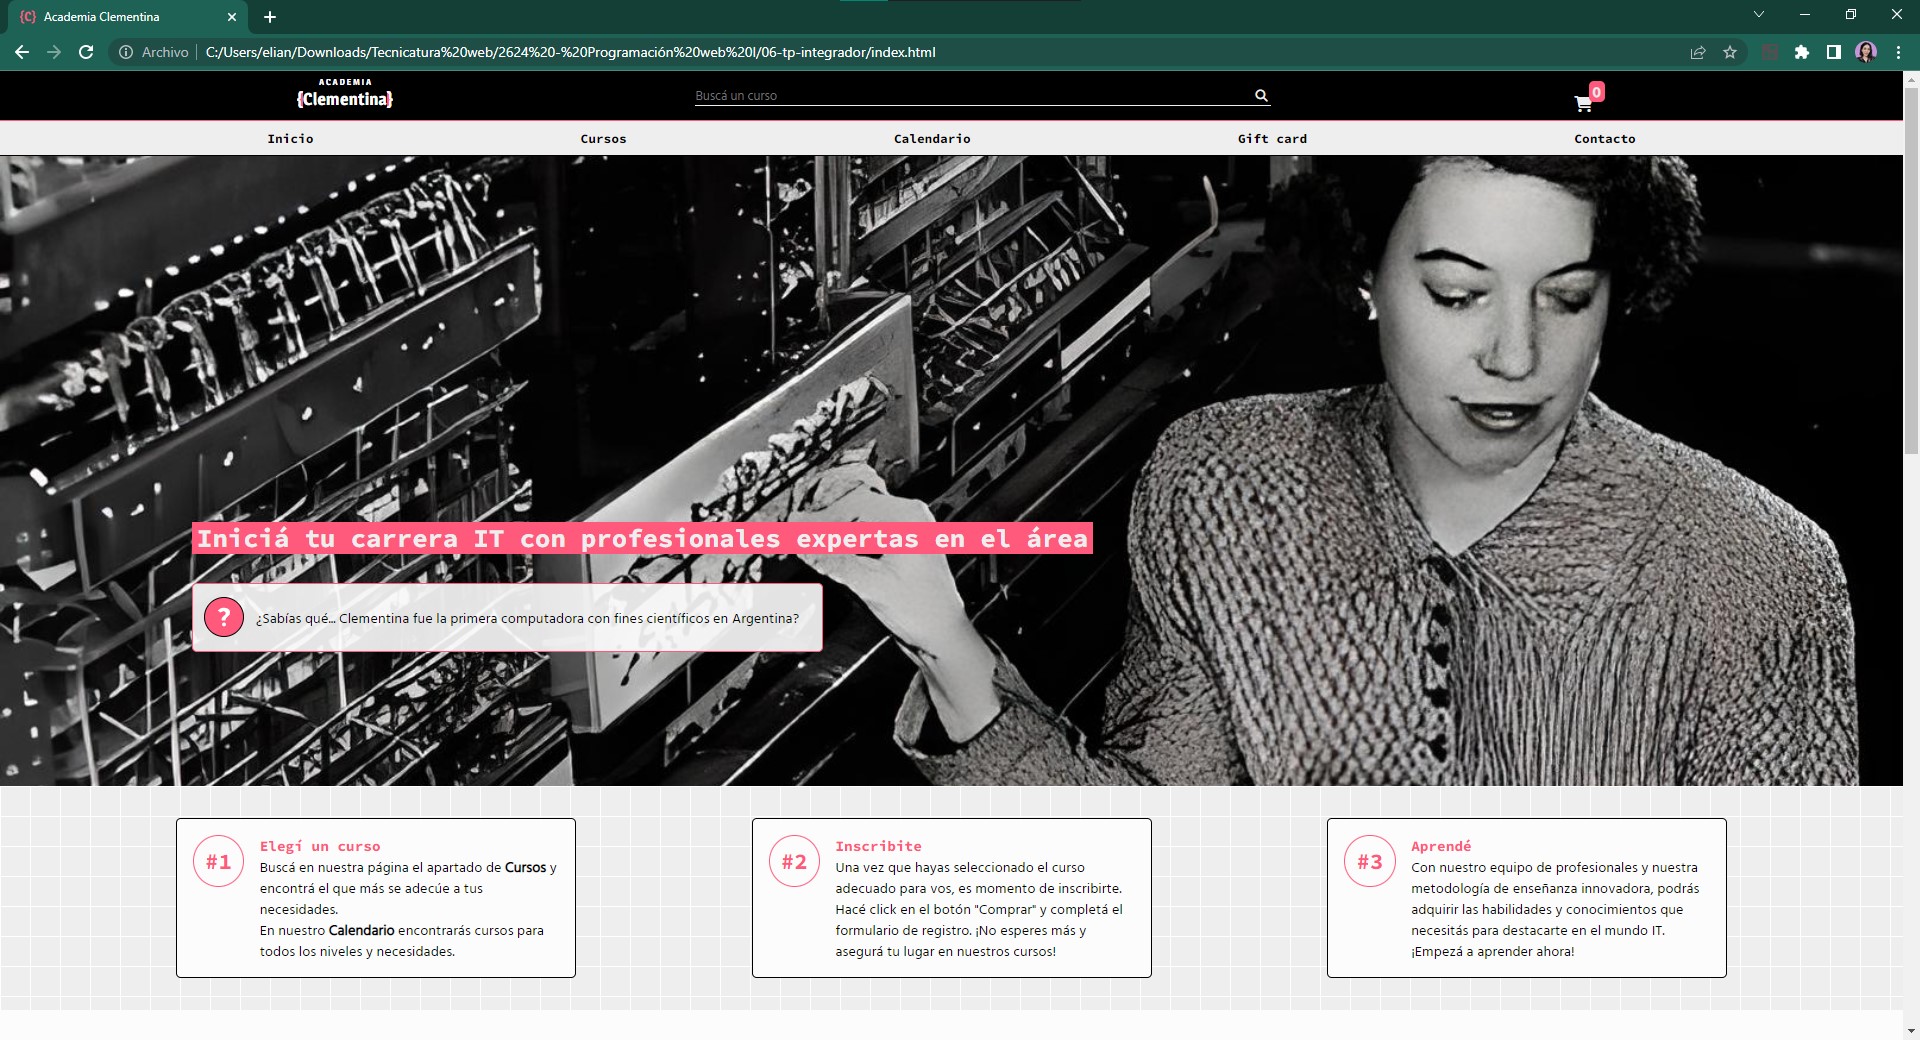 {C} Academia Clementina
Archivo C:/Users/elian/Downloads/Tecnicatura%20web/2624%20-%20Programación%20web%20I/06-tp-integrador/index.html
ACADEMIA
{Clementina}
Buscá un curso
0
Inicio Cursos Calendario Gift card Contacto
Iniciá tu carrera IT con profesionales expertas en el área
? ¿Sabías qué... Clementina fue la primera computadora con fines científicos en Argentina?
#1
Elegí un curso
Buscá en nuestra página el apartado de Cursos y
encontrá el que más se adecúe a tus
necesidades.
En nuestro Calendario encontrarás cursos para
todos los niveles y necesidades.
#2
Inscribite
Una vez que hayas seleccionado el curso
adecuado para vos, es momento de inscribirte.
Hacé click en el botón "Comprar" y completá el
formulario de registro. ¡No esperes más y
asegurá tu lugar en nuestros cursos!
#3
Aprendé
Con nuestro equipo de profesionales y nuestra
metodología de enseñanza innovadora, podrás
adquirir las habilidades y conocimientos que
necesitás para destacarte en el mundo IT.
¡Empezá a aprender ahora!